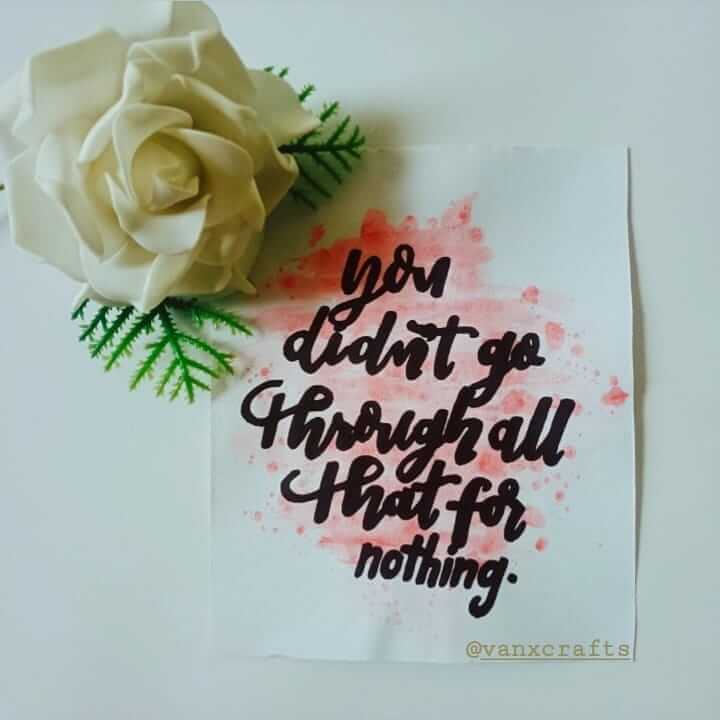 you
didn't go
through all
that for
nothing.
@vanxcrafts